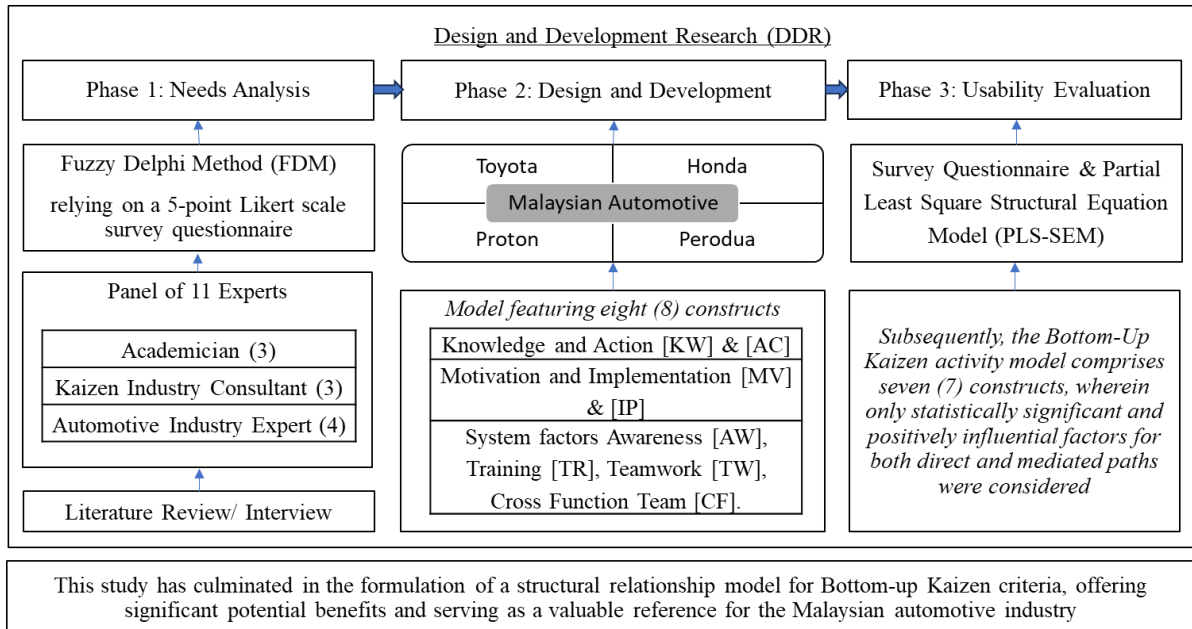 Design and Development Research (DDR)
Phase 1: Needs Analysis
Phase 2: Design and Development
Phase 3: Usability Evaluation
Fuzzy Delphi Method (FDM)
relying on a 5-point Likert scale
survey questionnaire
Panel of 11 Experts
Academician (3)
Kaizen Industry Consultant (3)
Automotive Industry Expert (4)
Literature Review/ Interview
Toyota
Honda
Malaysian Automotive
Proton
Perodua
Model featuring eight (8) constructs
Knowledge and Action [KW] & [AC]
Motivation and Implementation [MV]
& [IP]
System factors Awareness [AW],
Training [TR], Teamwork [TW],
Cross Function Team [CF].
Survey Questionnaire & Partial
Least Square Structural Equation
Model (PLS-SEM)
Subsequently, the Bottom-Up
Kaizen activity model comprises
seven (7) constructs, wherein
only statistically significant and
positively influential factors for
both direct and mediated paths
were considered
This study has culminated in the formulation of a structural relationship model for Bottom-up Kaizen criteria, offering
significant potential benefits and serving as a valuable reference for the Malaysian automotive industry